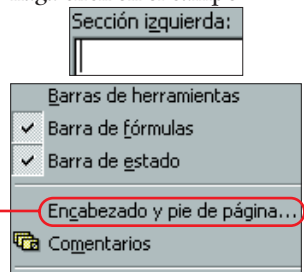 Sección izquierda:
Barras de herramientas
Barra de fórmulas
Barra de estado
Encabezado y pie de página...
Comentarios